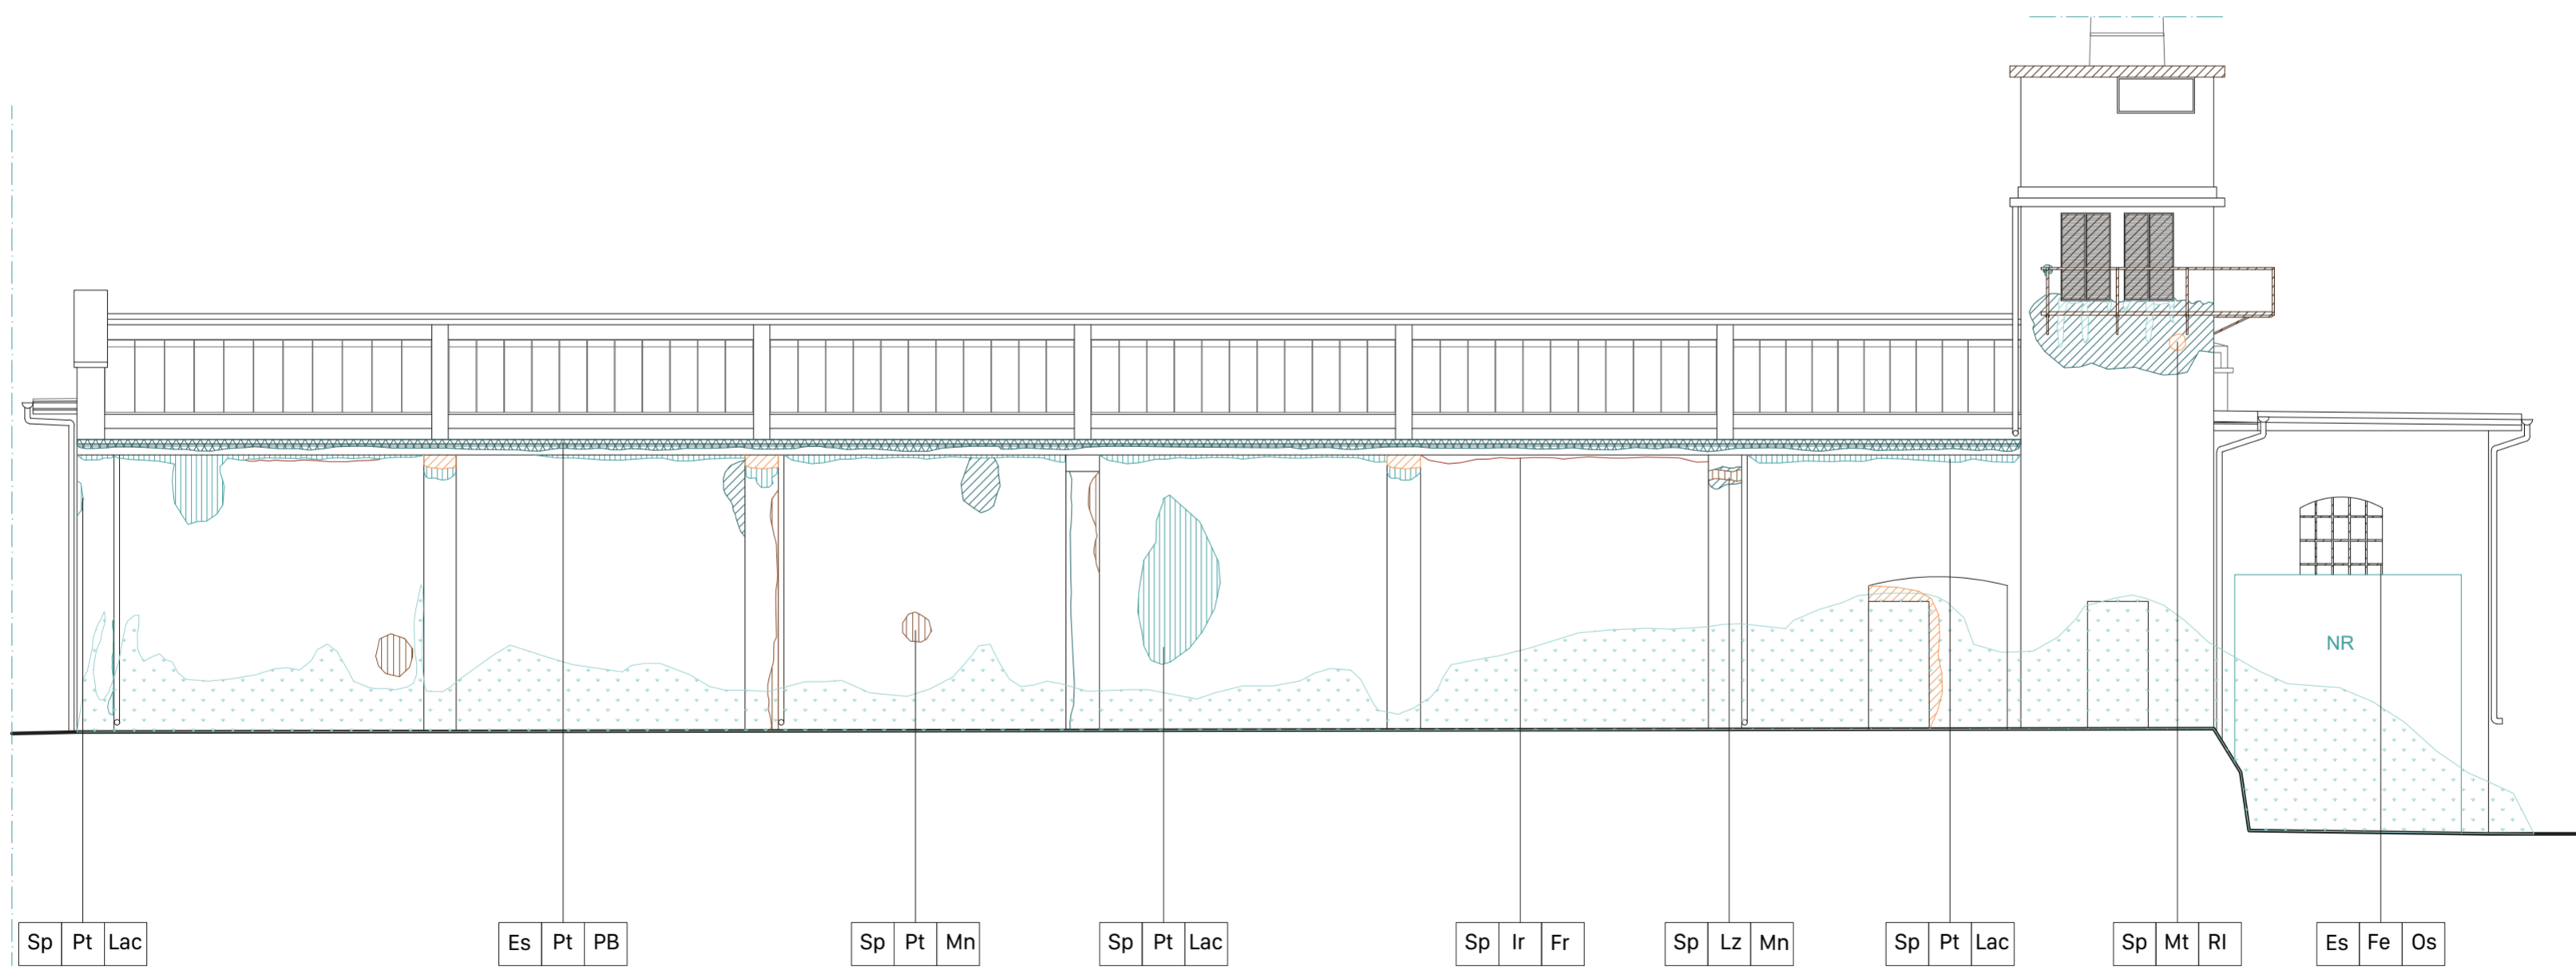 NR
Sp Pt Lac
Es Pt PB
Sp Pt Mn
Sp Pt Lac
Sp Ir Fr
Sp Lz Mn
Sp Pt Lac
Sp Mt RI
Es Fe Os